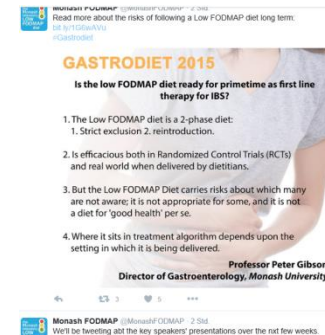 Monash FODMAP @MonashFODMAP · 2 Std
Read more about the risks of following a Low FODMAP diet long term:
bit.ly/1G6wAVu
#Gastrodiet
GASTRODIET 2015
Is the low FODMAP diet ready for primetime as first line
therapy for IBS?
1. The Low FODMAP diet is a 2-phase diet:
1. Strict exclusion 2. reintroduction.
2. Is efficacious both in Randomized Control Trials (RCTs)
and real world when delivered by dietitians.
3. But the Low FODMAP Diet carries risks about which many
are not aware; it is not appropriate for some, and it is not
a diet for 'good health' per se.
4. Where it sits in treatment algorithm depends upon the
setting in which it is being delivered.
Professor Peter Gibson
Director of Gastroenterology, Monash University
3 5
Monash FODMAP @MonashFODMAP · 2 Std
We'll be tweeting abt the key speakers' presentations over the nxt few weeks.